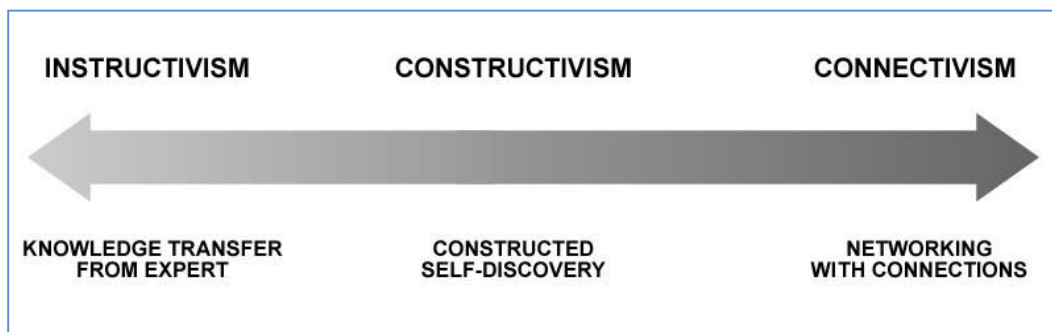 INSTRUCTIVISM
CONSTRUCTIVISM
CONNECTIVISM
KNOWLEDGE TRANSFER
FROM EXPERT
CONSTRUCTED
SELF-DISCOVERY
NETWORKING
WITH CONNECTIONS